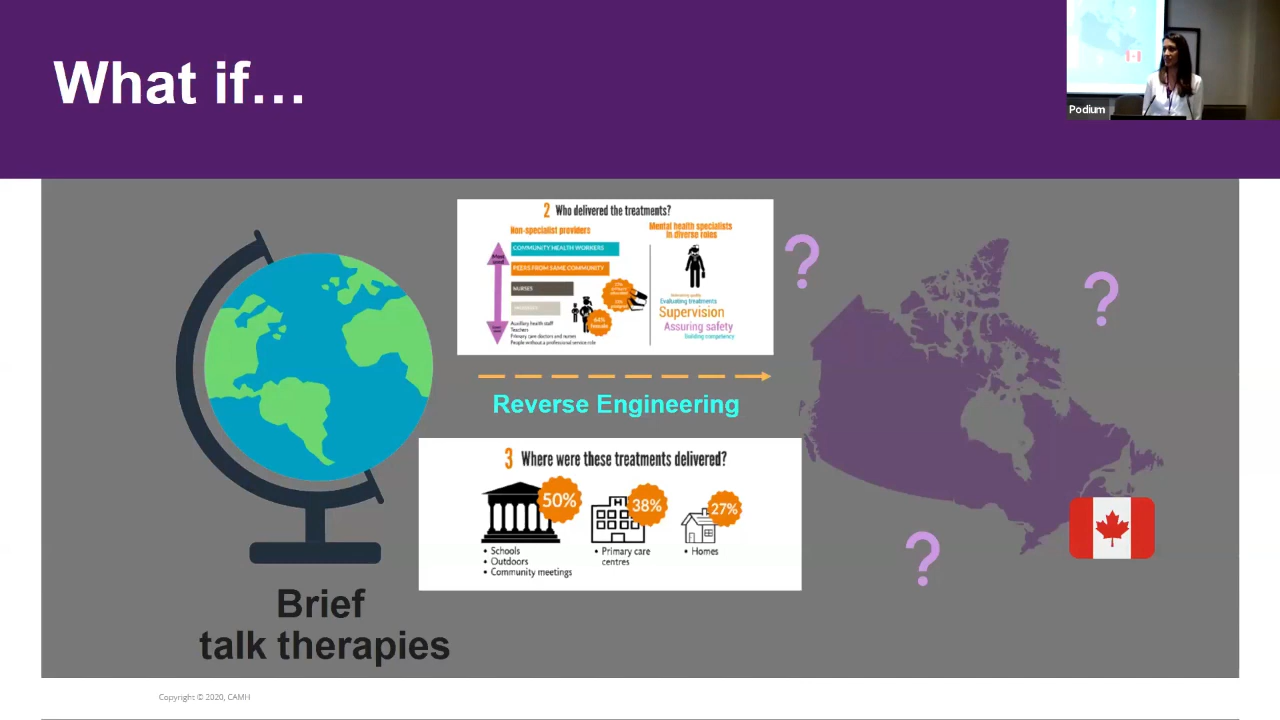 What if…
Podium
2 Who delivered the treatments?
Non-specialist providers
Mental health specialists
in diverse roles
COMMUNITY HEALTH WORKERS
PEERS FROM SAME COMMUNITY
NURSES
Auxiliary health staff
Teachers
Primary care doctors and nurses
People without a professional service role
Evaluating treatments
Supervision
Assuring safety
Building competency
Reverse Engineering
3 Where were these treatments delivered?
50%
38%
27%
• Schools
• Outdoors
• Community meetings
• Primary care
centres
• Homes
Brief
talk therapies
Copyright © 2020, CAMH